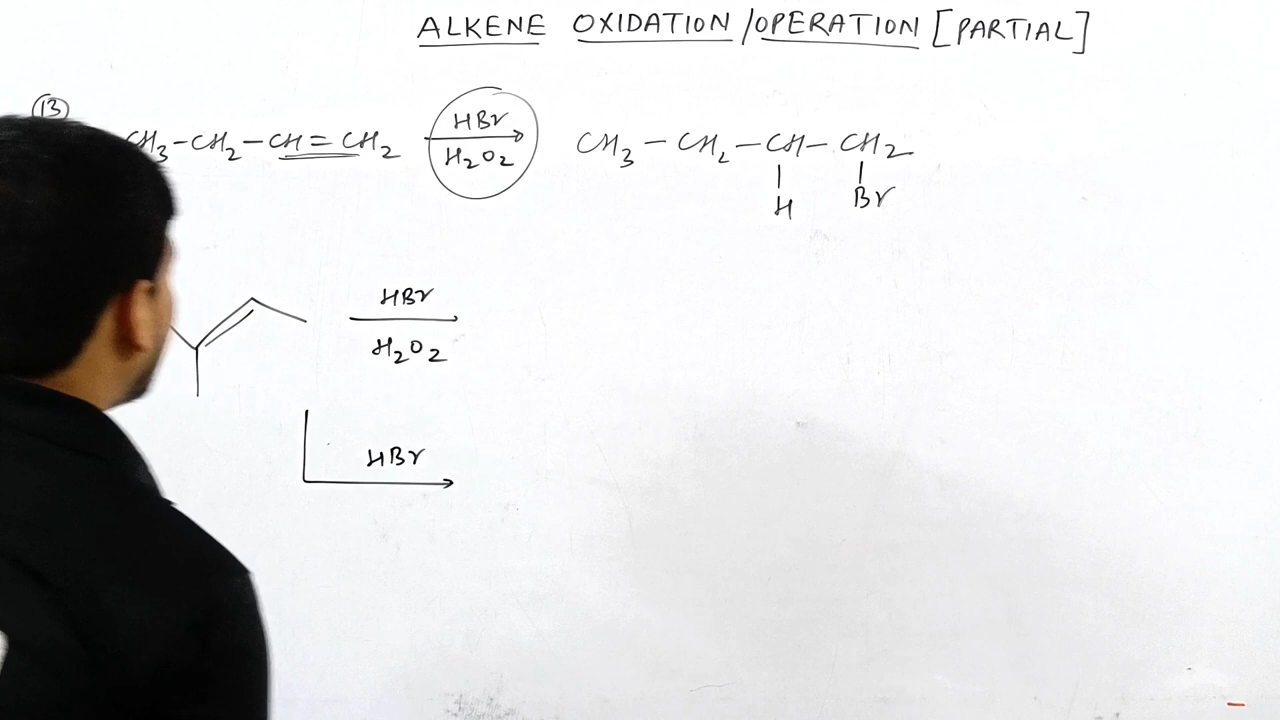 ALKENE OXIDATION/OPERATION [PARTIAL]
13
CH3-CH2-CH=CH2 HBr H2O2 CH3-CH2-CH-CH2
H Br
HBr
H2O2
HBr